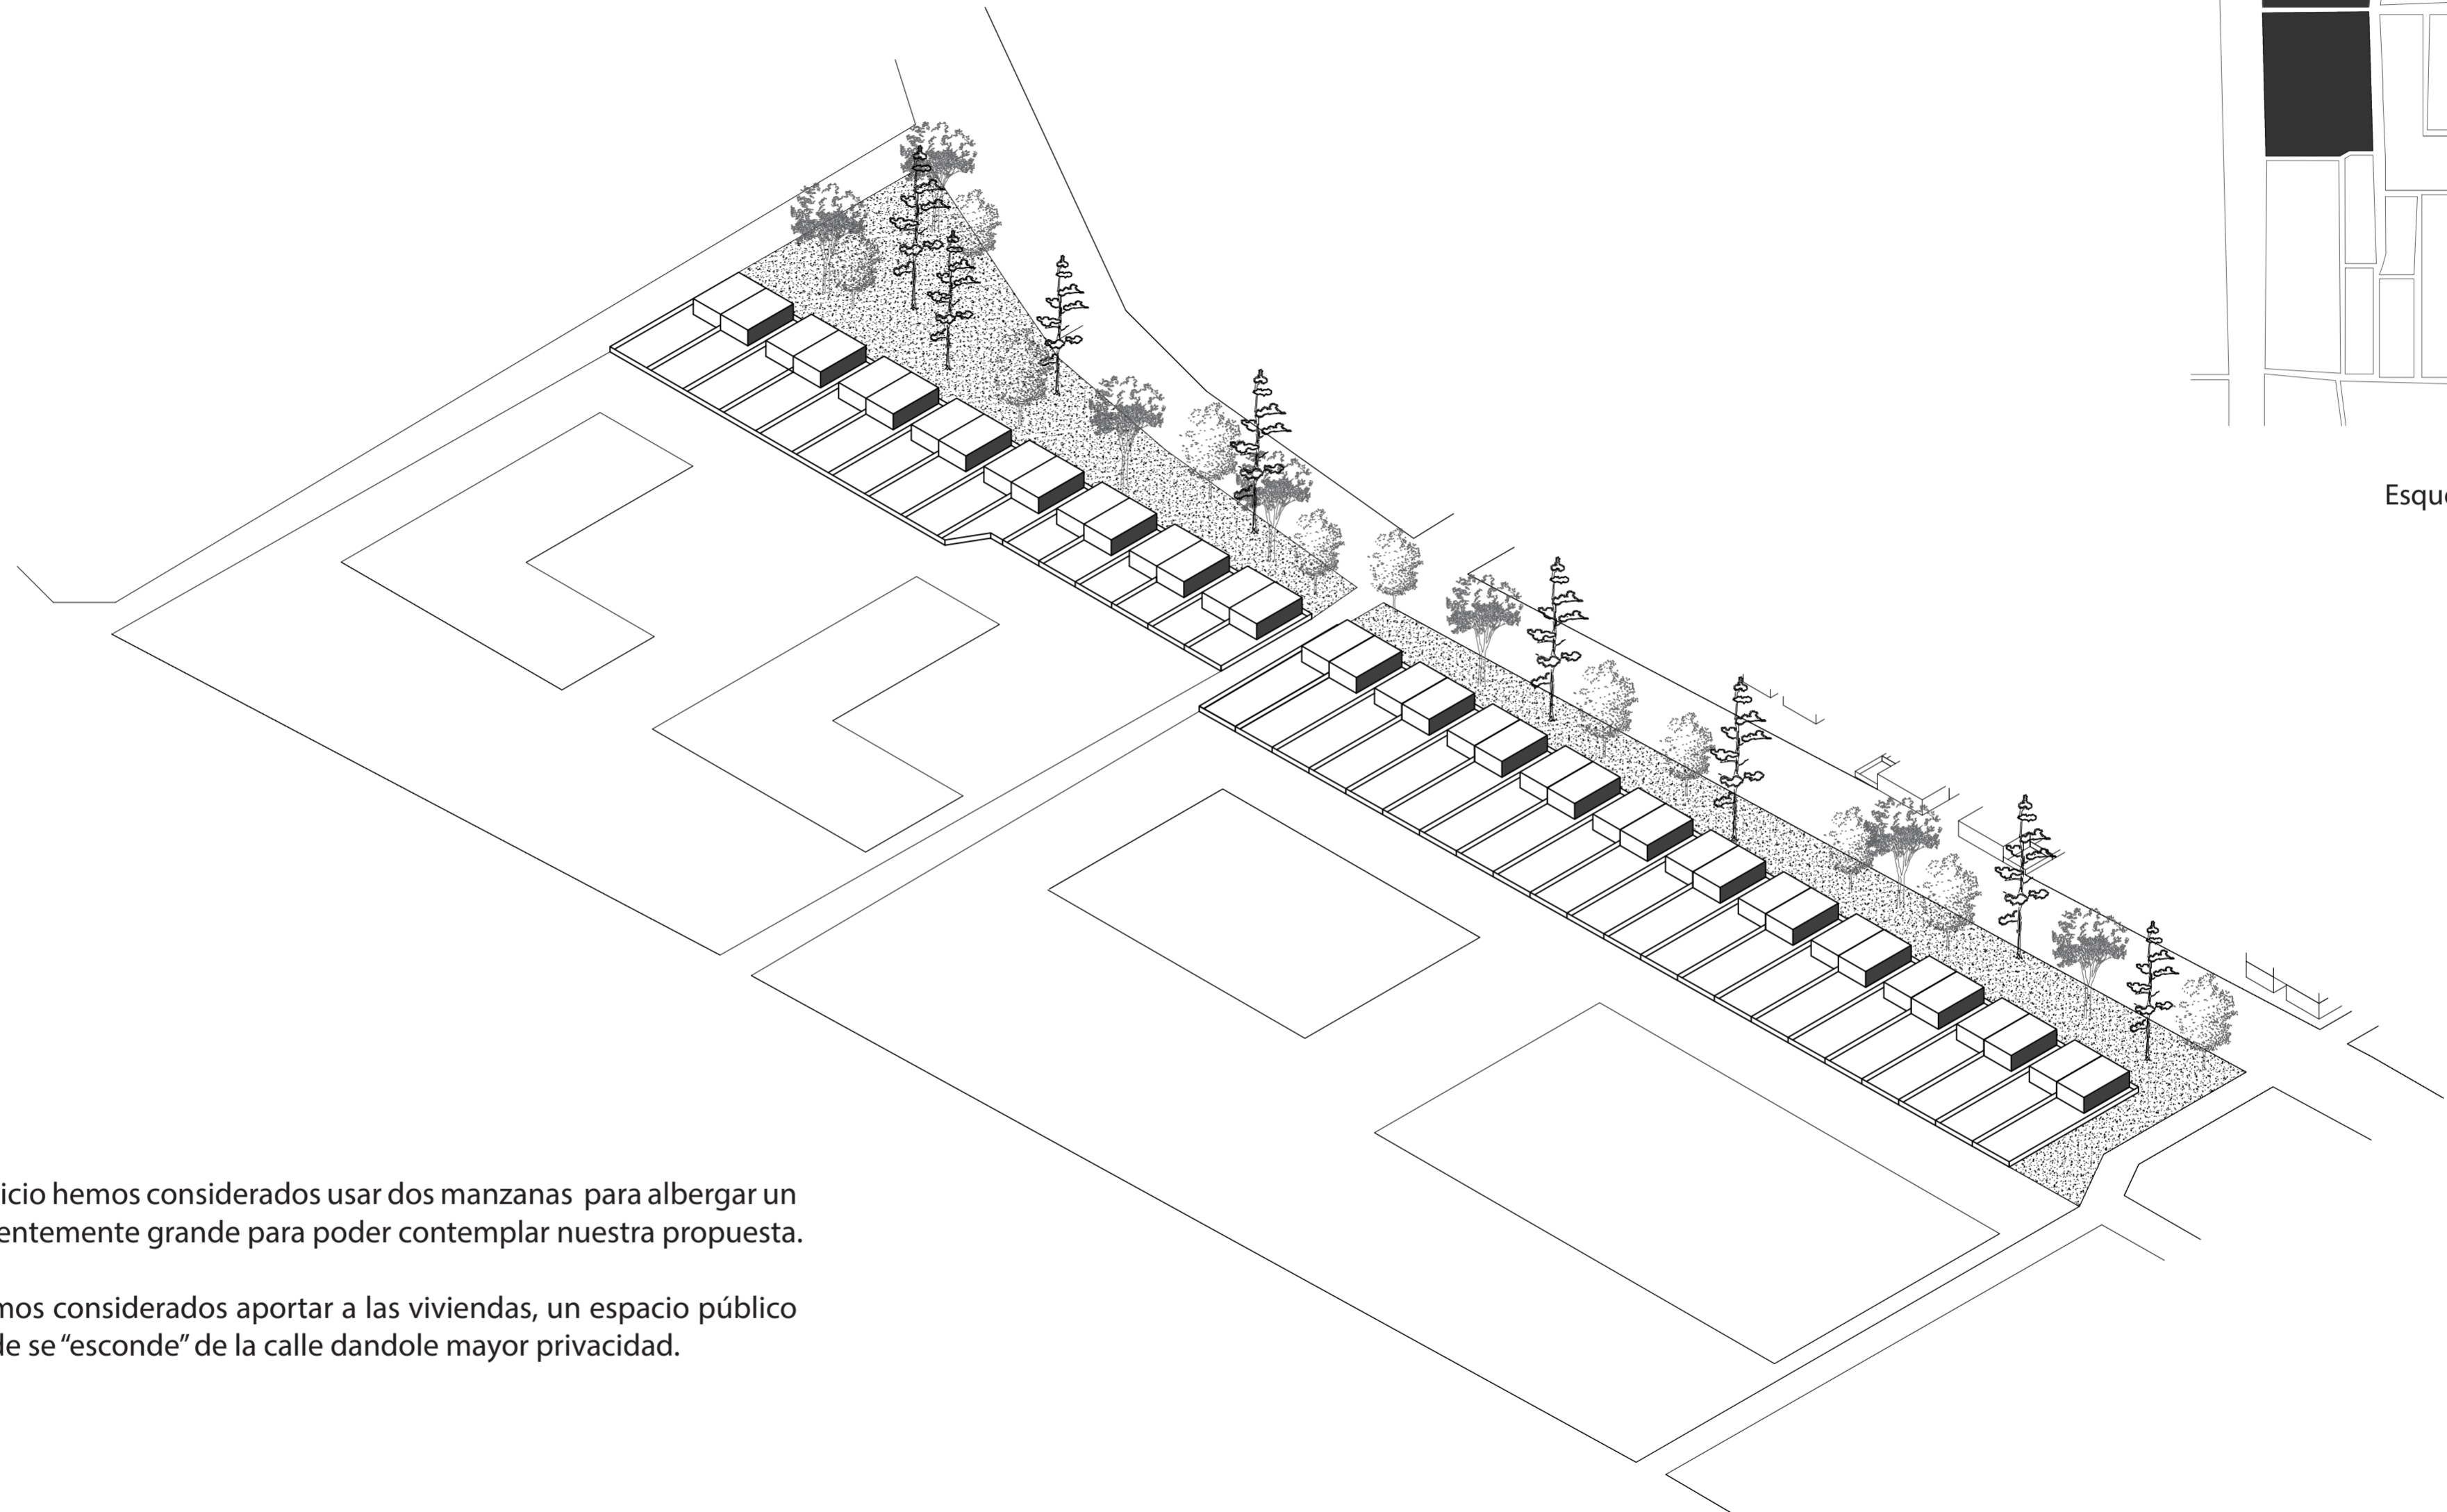 Esqu
icio hemos considerados usar dos manzanas para albergar un
entemente grande para poder contemplar nuestra propuesta.
mos considerados aportar a las viviendas, un espacio público
de se “esconde” de la calle dandole mayor privacidad.